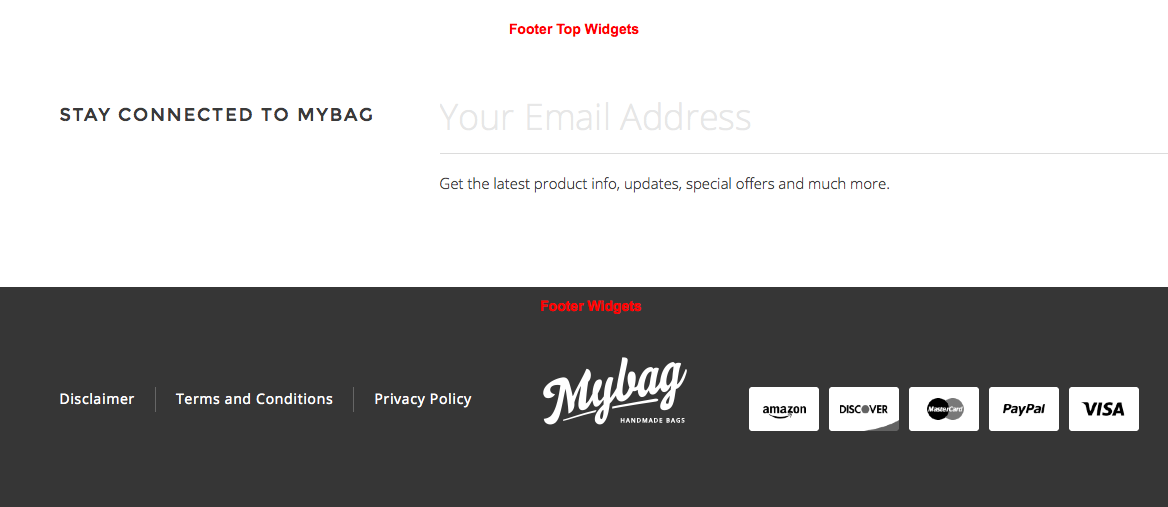 Footer Top Widgets
STAY CONNECTED TO MYBAG
Your Email Address
Get the latest product info, updates, special offers and much more.
Footer Widgets
Disclaimer
Terms and Conditions
Privacy Policy
Mybag
HANDMADE BAGS
amazon
DISCOVER
MasterCard
PayPal
VISA